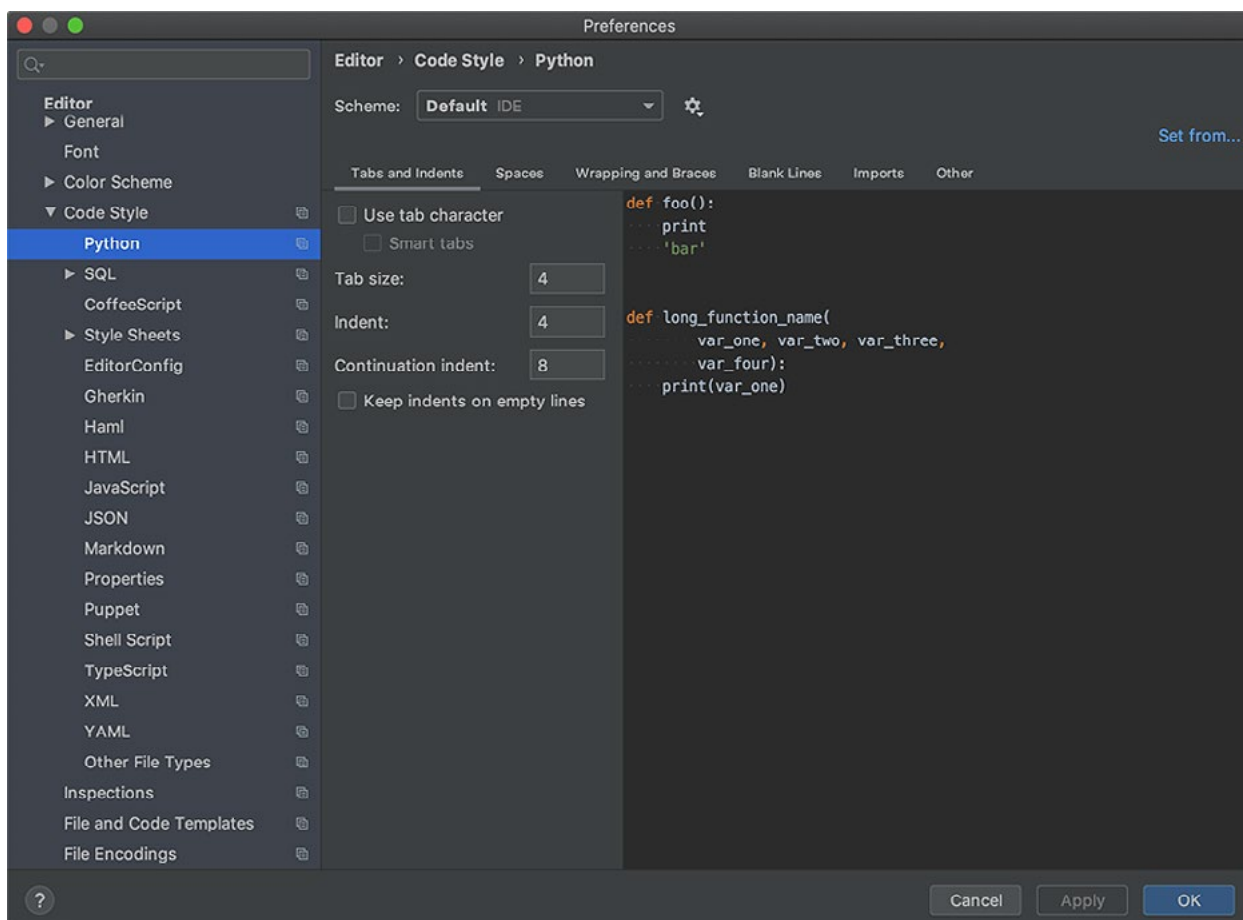 Preferences
Editor
General
Font
Color Scheme
Code Style
Python
SQL
CoffeeScript
Style Sheets
EditorConfig
Gherkin
Haml
HTML
JavaScript
JSON
Markdown
Properties
Puppet
Shell Script
TypeScript
XML
YAML
Other File Types
Inspections
File and Code Templates
File Encodings
Editor › Code Style › Python
Scheme: Default IDE
Set from...
Tabs and Indents Spaces Wrapping and Braces Blank Lines Imports Other
Use tab character
Smart tabs
Tab size: 4
Indent: 4
Continuation indent: 8
Keep indents on empty lines
def foo():
    print
    'bar'
def long_function_name(
        var_one, var_two, var_three,
        var_four):
    print(var_one)
?
Cancel Apply OK